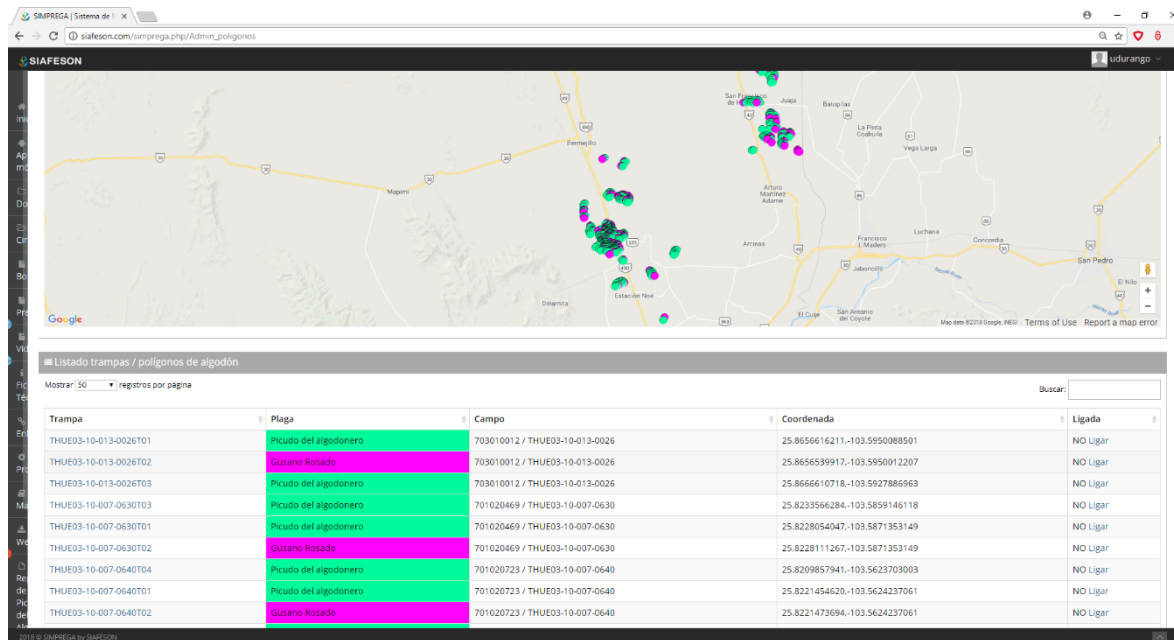 SIMPREGA | Sistema de
siafeson.com/simprega.php/Admin_poligonos
SIAFESON
udurango
San Francisco
Juaja
Batopilas
La Pinta
Coahuila
Vega Larga
Bermejillo
Mapimí
Arturo
Martínez
Adame
Arcinas
Francisco
I. Madero
Luchana
Concordia
San Pedro
Jaboncillo
El Nilo
Dinamita
Estación Noé
El Cuije
San Antonio
del Coyote
Google
Map data ©2018 Google, INEGI
Terms of Use
Report a map error
Listado trampas / polígonos de algodón
Mostrar 50 registros por página
Buscar:
Trampa Plaga Campo Coordenada Ligada
THUE03-10-013-0026T01 Picudo del algodonero 703010012 / THUE03-10-013-0026 25.8656616211,-103.5950088501 NO Ligar
THUE03-10-013-0026T02 Gusano Rosado 703010012 / THUE03-10-013-0026 25.8656539917,-103.5950012207 NO Ligar
THUE03-10-013-0026T03 Picudo del algodonero 703010012 / THUE03-10-013-0026 25.8666610718,-103.5927886963 NO Ligar
THUE03-10-007-0630T03 Picudo del algodonero 701020469 / THUE03-10-007-0630 25.8233566284,-103.5859146118 NO Ligar
THUE03-10-007-0630T01 Picudo del algodonero 701020469 / THUE03-10-007-0630 25.8228054047,-103.5871353149 NO Ligar
THUE03-10-007-0630T02 Gusano Rosado 701020469 / THUE03-10-007-0630 25.8228111267,-103.5871353149 NO Ligar
THUE03-10-007-0640T04 Picudo del algodonero 701020723 / THUE03-10-007-0640 25.8209857941,-103.5623703003 NO Ligar
THUE03-10-007-0640T01 Picudo del algodonero 701020723 / THUE03-10-007-0640 25.8221454620,-103.5624237061 NO Ligar
THUE03-10-007-0640T02 Gusano Rosado 701020723 / THUE03-10-007-0640 25.8221473694,-103.5624237061 NO Ligar
2018 © SIMPREGA by SIAFESON